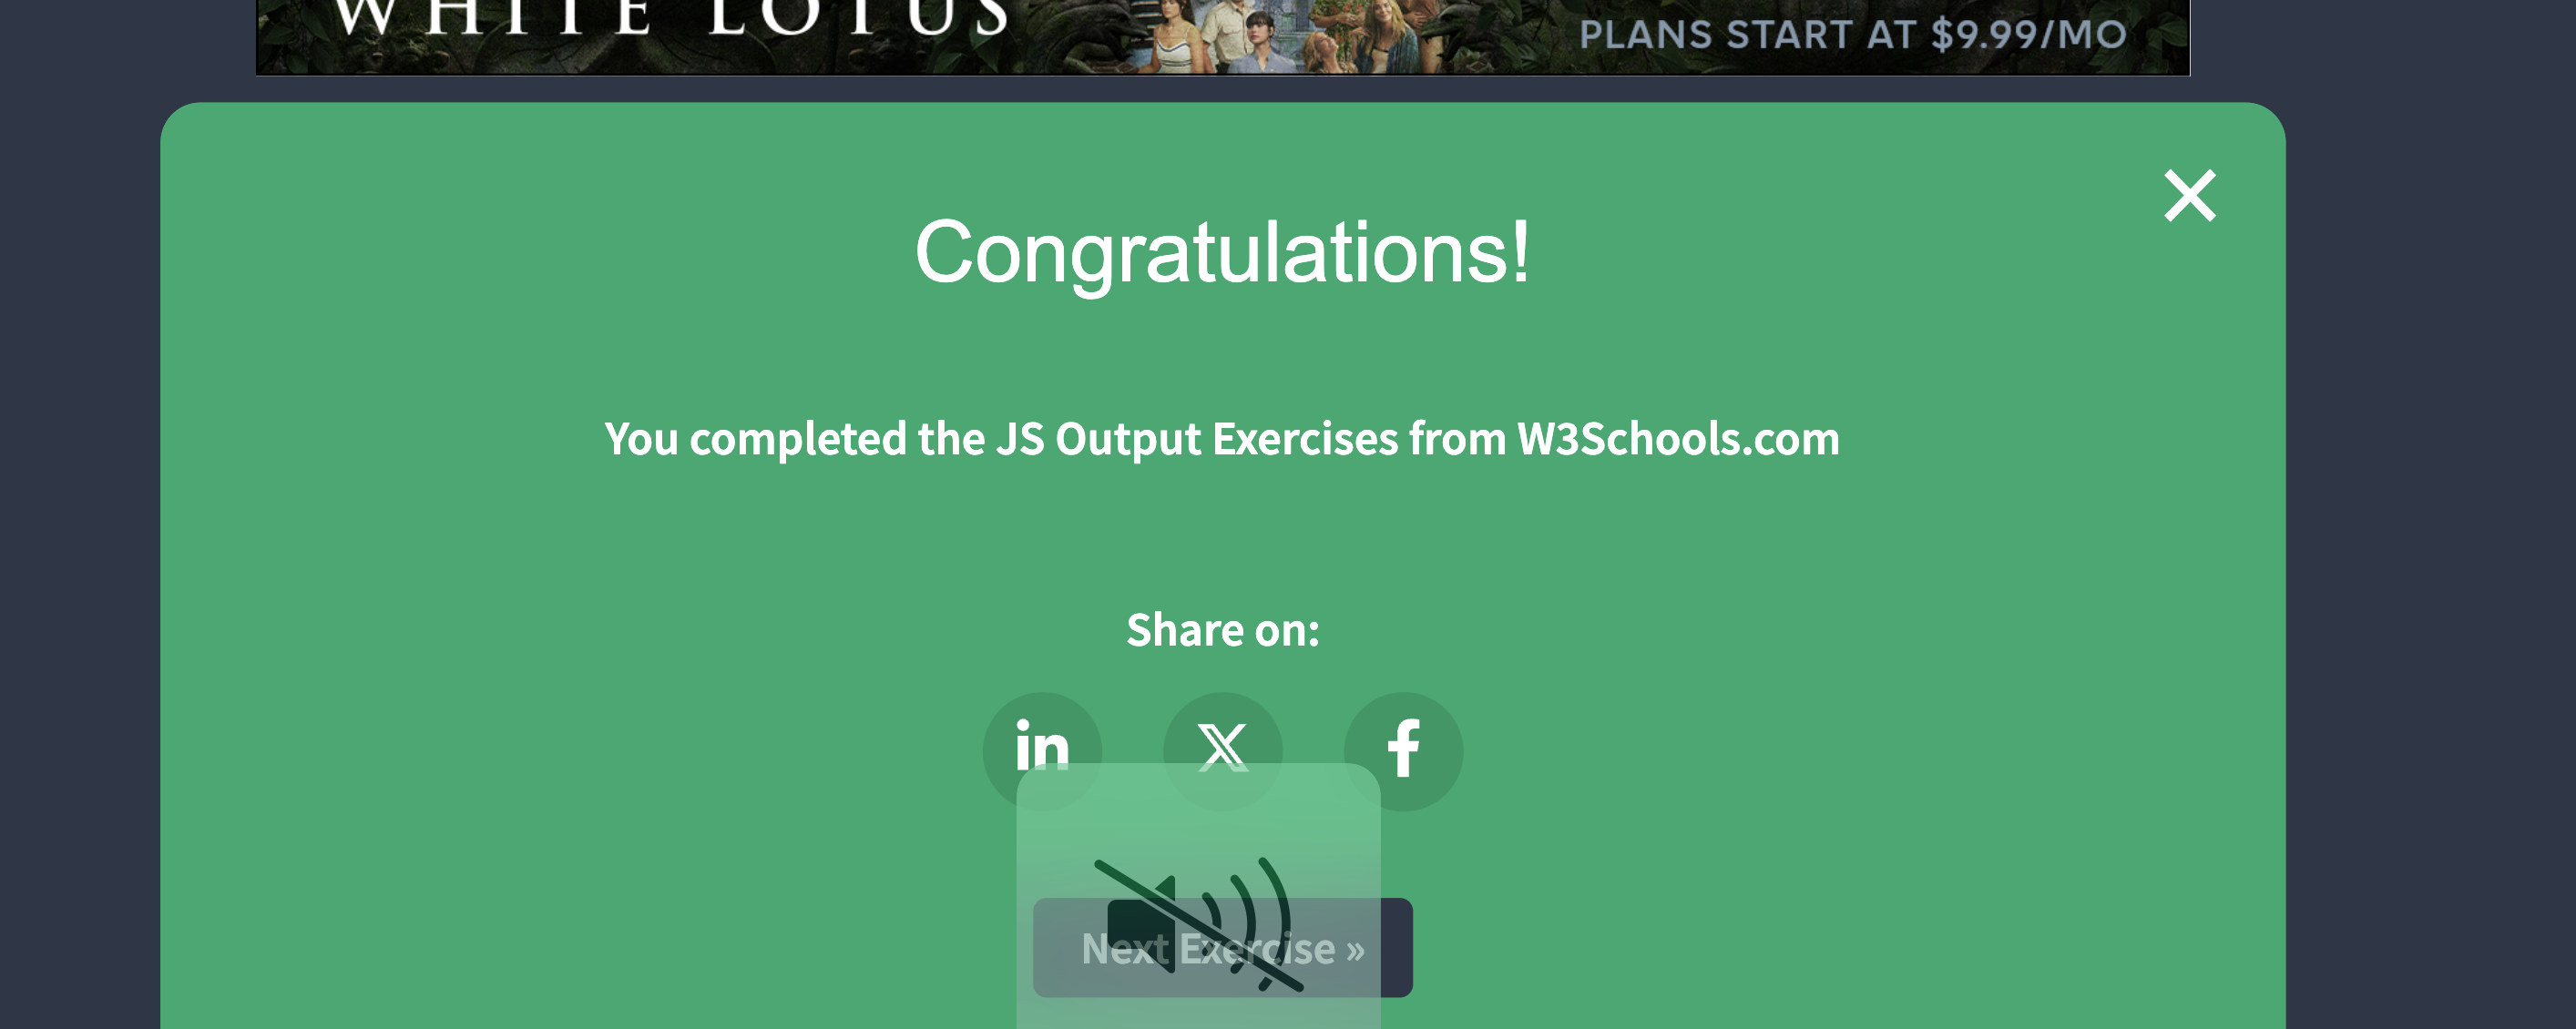 WHITE LOTUS
PLANS START AT $9.99/MO
Congratulations!
You completed the JS Output Exercises from W3Schools.com
Share on:
Next Exercise »